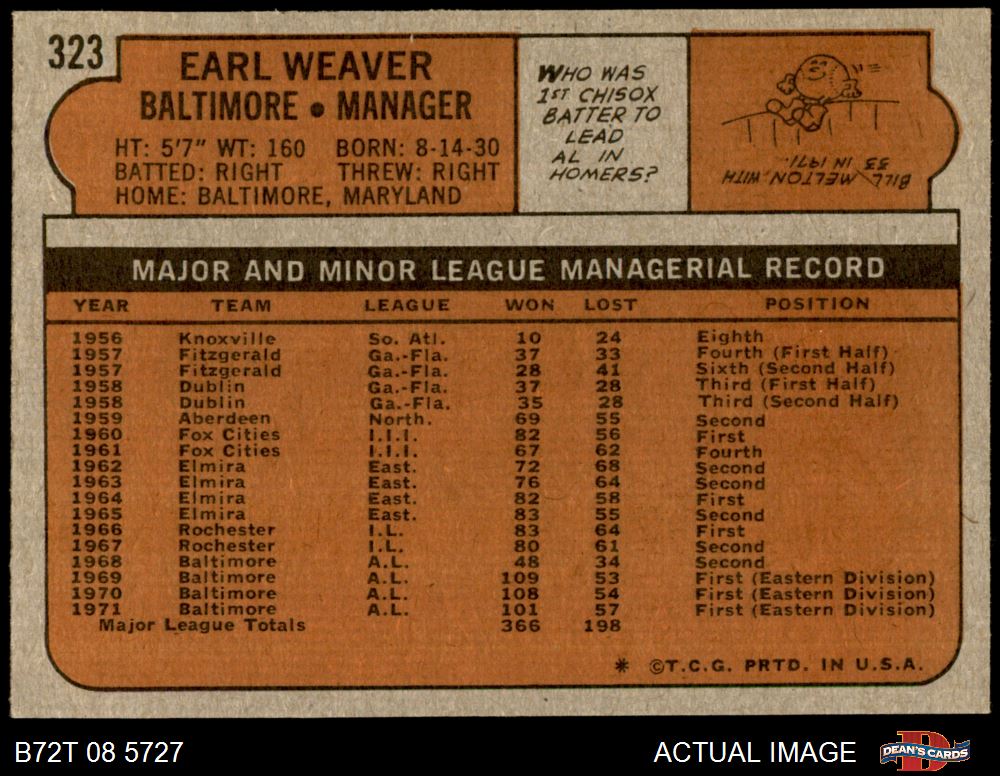 323
EARL WEAVER
BALTIMORE • MANAGER
HT: 5'7" WT: 160 BORN: 8-14-30
BATTED: RIGHT THREW: RIGHT
HOME: BALTIMORE, MARYLAND
WHO WAS
1ST CHISOX
BATTER TO
LEAD
AL IN
HOMERS?
BILL MELTON, WITH
33 IN 1971.
MAJOR AND MINOR LEAGUE MANAGERIAL RECORD
YEAR TEAM LEAGUE WON LOST POSITION
1956 Knoxville So. Atl. 10 24 Eighth
1957 Fitzgerald Ga.-Fla. 37 33 Fourth (First Half)
1957 Fitzgerald Ga.-Fla. 28 41 Sixth (Second Half)
1958 Dublin Ga.-Fla. 37 28 Third (First Half)
1958 Dublin Ga.-Fla. 35 28 Third (Second Half)
1959 Aberdeen North. 69 55 Second
1960 Fox Cities I.I.I. 82 56 First
1961 Fox Cities I.I.I. 67 62 Fourth
1962 Elmira East. 72 68 Second
1963 Elmira East. 76 64 Second
1964 Elmira East. 82 58 First
1965 Elmira East. 83 55 Second
1966 Rochester I.L. 83 64 First
1967 Rochester I.L. 80 61 Second
1968 Baltimore A.L. 48 34 Second
1969 Baltimore A.L. 109 53 First (Eastern Division)
1970 Baltimore A.L. 108 54 First (Eastern Division)
1971 Baltimore A.L. 101 57 First (Eastern Division)
Major League Totals 366 198
* ©T.C.G. PRTD. IN U.S.A.
B72T 08 5727
ACTUAL IMAGE
D
DEAN'S CARDS